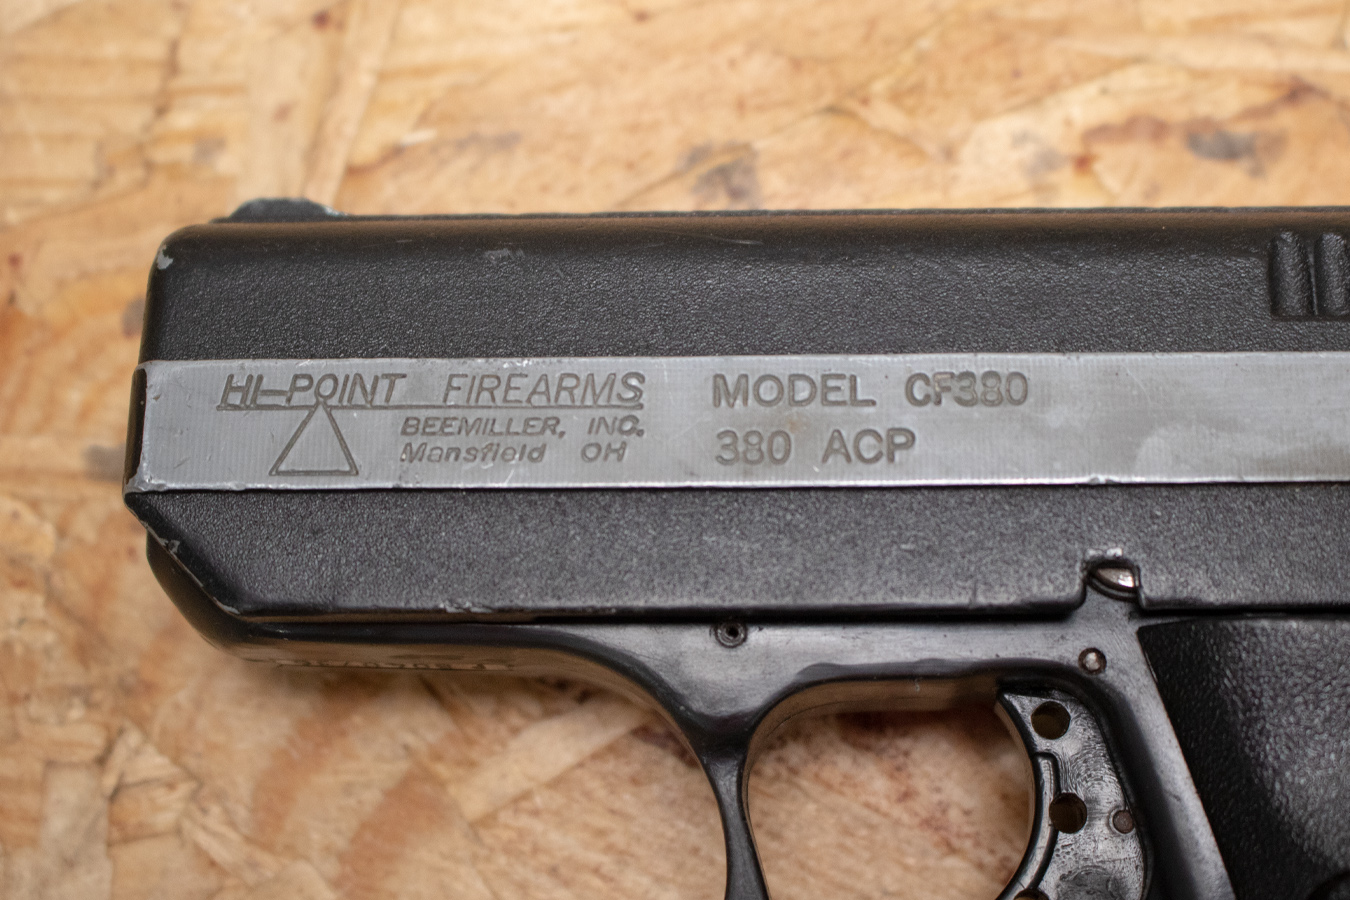 HI-POINT FIREARMS
BEEMILLER, INC.
Mansfield OH
MODEL CF380
380 ACP